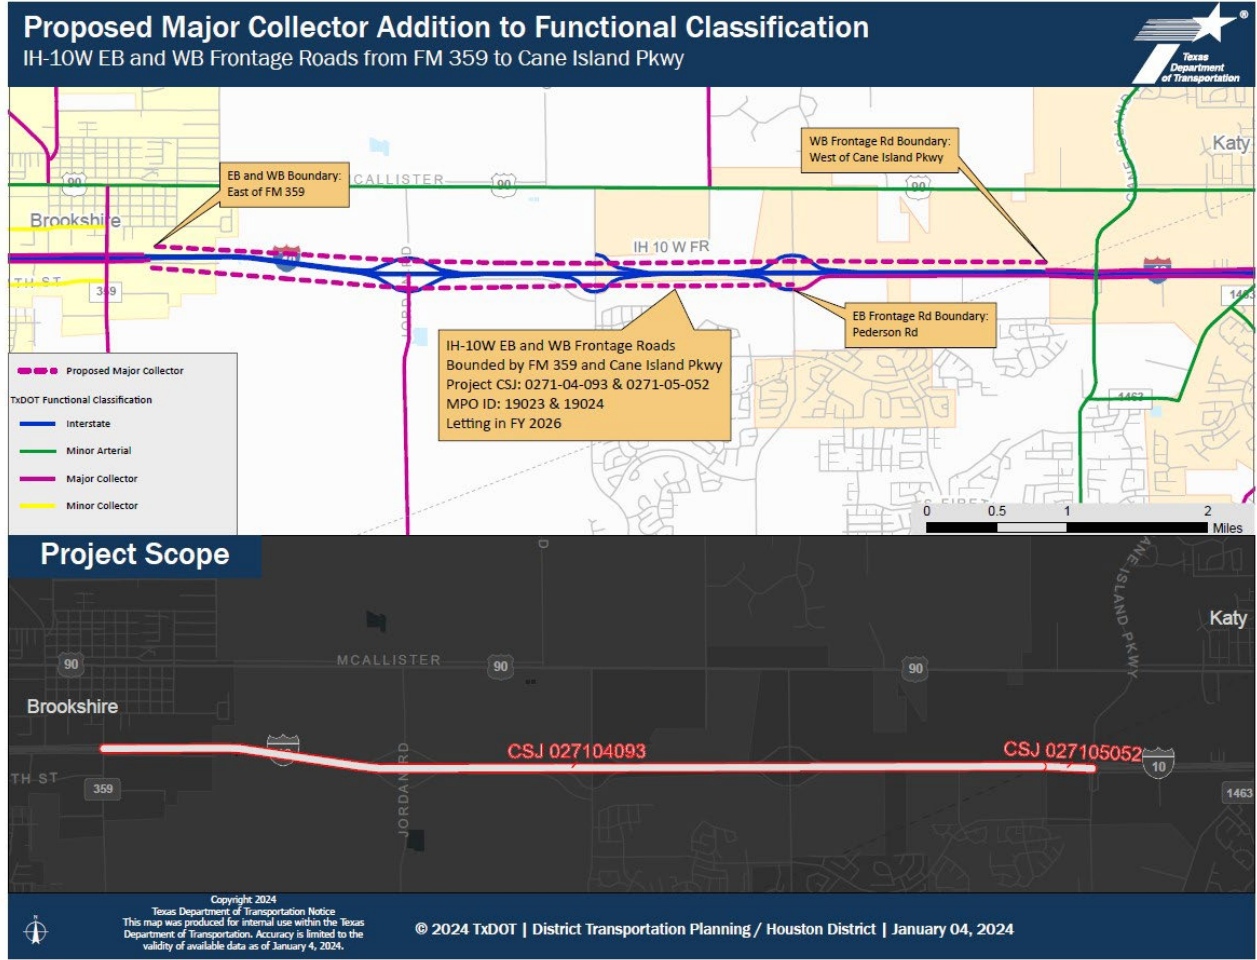 Proposed Major Collector Addition to Functional Classification
IH-10W EB and WB Frontage Roads from FM 359 to Cane Island Pkwy
®
Texas
Department
of Transportation
WB Frontage Rd Boundary:
West of Cane Island Pkwy
EB and WB Boundary:
East of FM 359
Katy
90
CALLISTER
90
90
Brookshire
IH 10 W FR
TH ST
359
EB Frontage Rd Boundary:
Pederson Rd
IH-10W EB and WB Frontage Roads
Bounded by FM 359 and Cane Island Pkwy
Project CSJ: 0271-04-093 & 0271-05-052
MPO ID: 19023 & 19024
Letting in FY 2026
1463
Proposed Major Collector
TxDOT Functional Classification
Interstate
Minor Arterial
Major Collector
Minor Collector
0 0.5 1 2
Miles
Project Scope
D
ANE ISLAND PKWY
Katy
90
MCALLISTER
90
90
Brookshire
CSJ 027104093
CSJ 027105052
10
TH ST
359
JORDAN RD
1463
N
Copyright 2024
Texas Department of Transportation Notice
This map was produced for internal use within the Texas
Department of Transportation. Accuracy is limited to the
validity of available data as of January 4, 2024.
© 2024 TxDOT | District Transportation Planning / Houston District | January 04, 2024